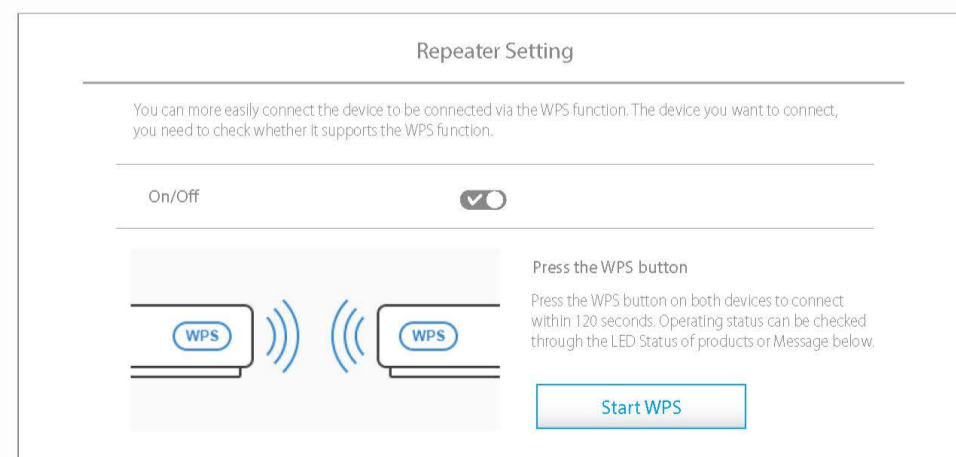 Repeater Setting
You can more easily connect the device to be connected via the WPS function. The device you want to connect,
you need to check whether it supports the WPS function.
On/Off
WPS
WPS
Press the WPS button
Press the WPS button on both devices to connect
within 120 seconds. Operating status can be checked
through the LED Status of products or Message below.
Start WPS